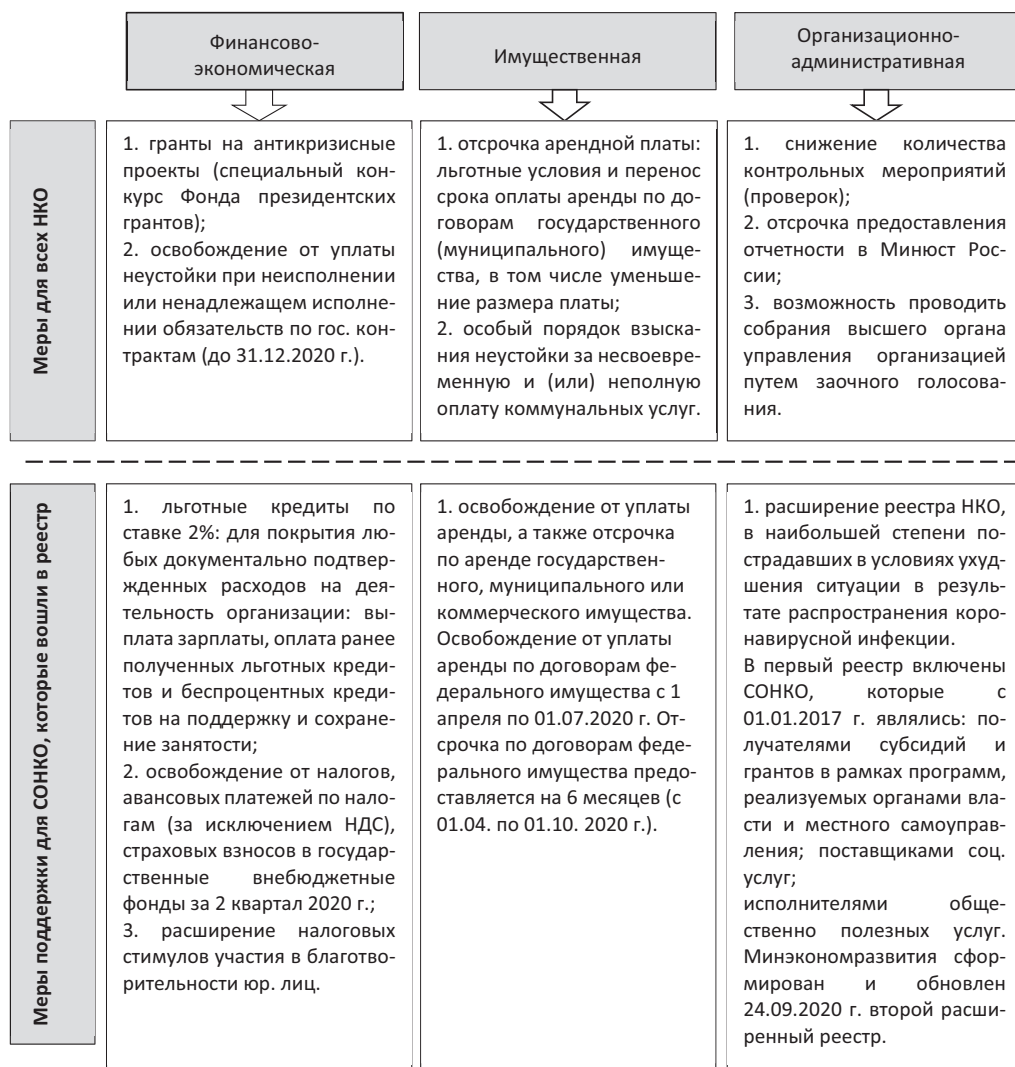 Финансово-
экономическая
Имущественная
Организационно-
административная
Меры для всех НКО
1. гранты на антикризисные
проекты (специальный кон-
курс Фонда президентских
грантов);
2. освобождение от уплаты
неустойки при неисполнении
или ненадлежащем исполне-
нии обязательств по гос. кон-
трактам (до 31.12.2020 г.).
1. отсрочка арендной платы:
льготные условия и перенос
срока оплаты аренды по до-
говорам государственного
(муниципального) имуще-
ства, в том числе уменьше-
ние размера платы;
2. особый порядок взыска-
ния неустойки за несвоевре-
менную и (или) неполную
оплату коммунальных услуг.
1. снижение количества
контрольных мероприятий
(проверок);
2. отсрочка предоставления
отчетности в Минюст Рос-
сии;
3. возможность проводить
собрания высшего органа
управления организацией
путем заочного голосова-
ния.
Меры поддержки для СОНКО, которые вошли в реестр
1. льготные кредиты по
ставке 2%: для покрытия лю-
бых документально подтвер-
жденных расходов на де-
ятельность организации: вы-
плата зарплаты, оплата ранее
полученных льготных креди-
тов и беспроцентных креди-
тов на поддержку и сохране-
ние занятости;
2. освобождение от налогов,
авансовых платежей по нало-
гам (за исключением НДС),
страховых взносов в государ-
ственные внебюджетные
фонды за 2 квартал 2020 г.;
3. расширение налоговых
стимулов участия в благотво-
рительности юр. лиц.
1. освобождение от уплаты
аренды, а также отсрочка
по аренде государствен-
ного, муниципального или
коммерческого имущества.
Освобождение от уплаты
аренды по договорам фе-
дерального имущества с 1
апреля по 01.07.2020 г. От-
срочка по договорам феде-
рального имущества предо-
ставляется на 6 месяцев (с
01.04. по 01.10. 2020 г.).
1. расширение реестра НКО,
в наибольшей степени по-
страдавших в условиях ухуд-
шения ситуации в резуль-
тате распространения коро-
навирусной инфекции.
В первый реестр включены
СОНКО, которые с
01.01.2017 г. являлись: по-
лучателями субсидий и
грантов в рамках программ,
реализуемых органами вла-
сти и местного самоуправ-
ления; поставщиками соц.
услуг;
исполнителями обще-
ственно полезных услуг.
Минэкономразвития сфор-
мирован и обновлен
24.09.2020 г. второй расши-
ренный реестр.